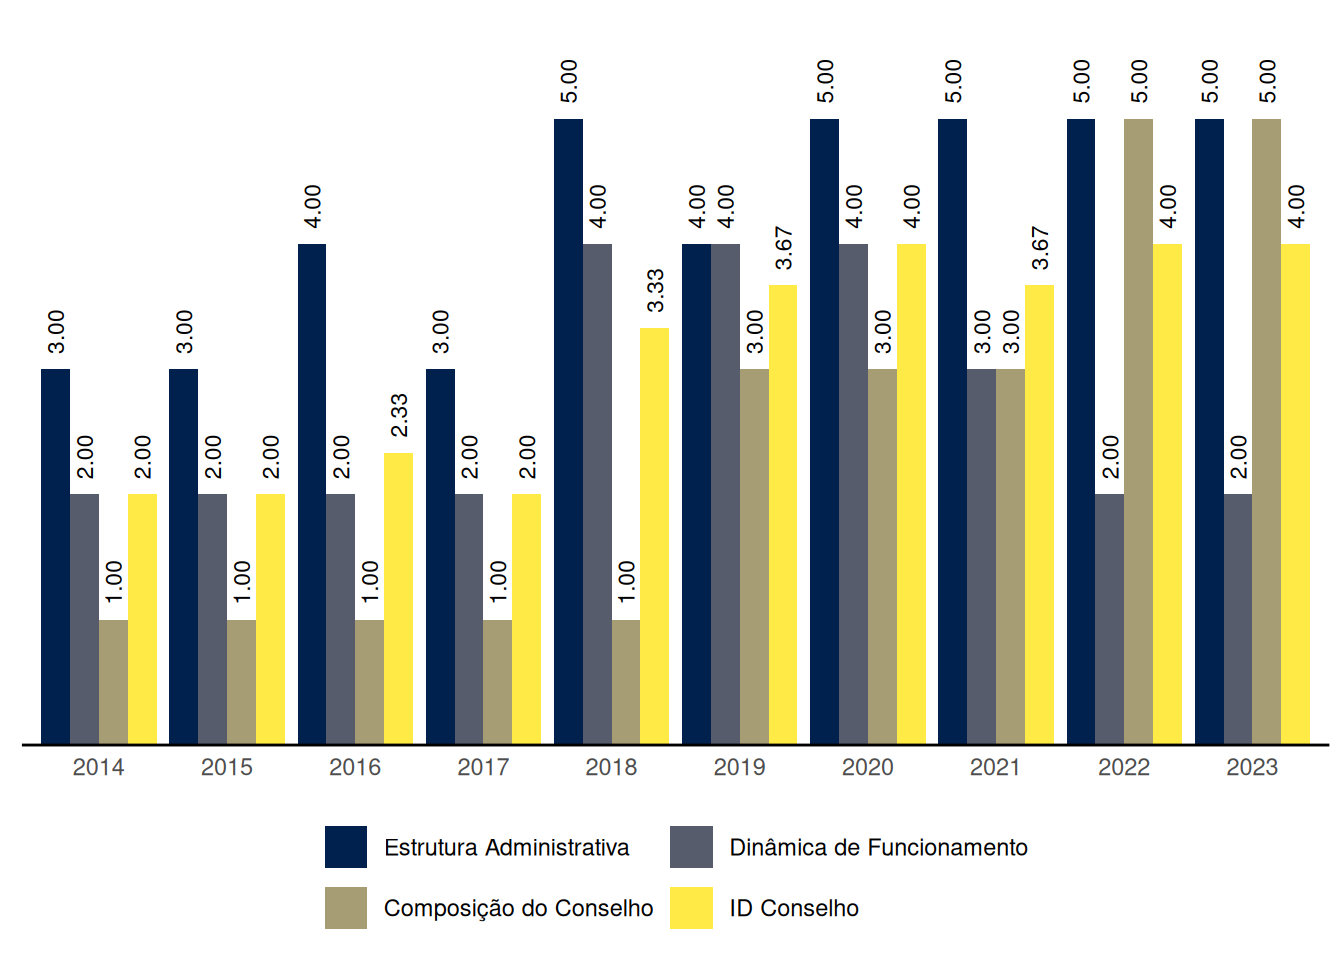 3.00 2.00 1.00 2.00
3.00 2.00 1.00 2.00
4.00 2.00 1.00 2.33
3.00 2.00 1.00 2.00
5.00 4.00 1.00 3.33
4.00 4.00 3.00 3.67
5.00 4.00 3.00 4.00
5.00 3.00 3.00 3.67
5.00 2.00 5.00 4.00
5.00 2.00 5.00 4.00
2014 2015 2016 2017 2018 2019 2020 2021 2022 2023
Estrutura Administrativa Dinâmica de Funcionamento
Composição do Conselho ID Conselho